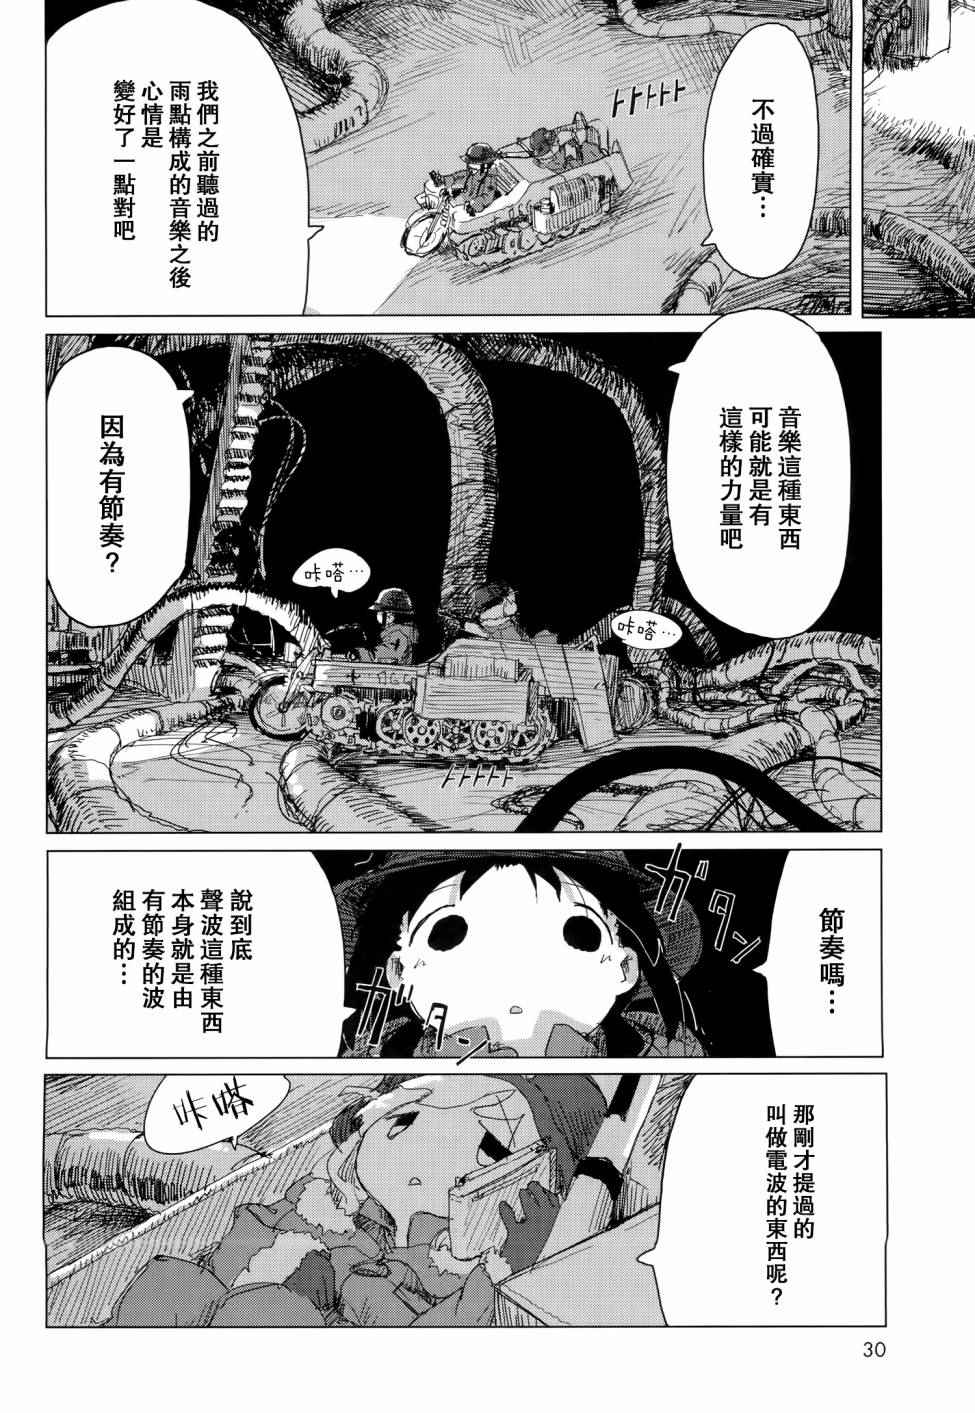 不過確實…
トトトトト
我們之前聽過的
雨點構成的音樂之後
心情是
變好了一點對吧
音樂這種東西
可能就是有
這樣的力量吧
因為有節奏？
咔嗒…
咔嗒…
トトトトト
節奏嗎…
ガタン
ガタン
說到底
聲波這種東西
本身就是由
有節奏的波
組成的…
那剛才提過的
叫做電波的東西呢？
咔嗒
30